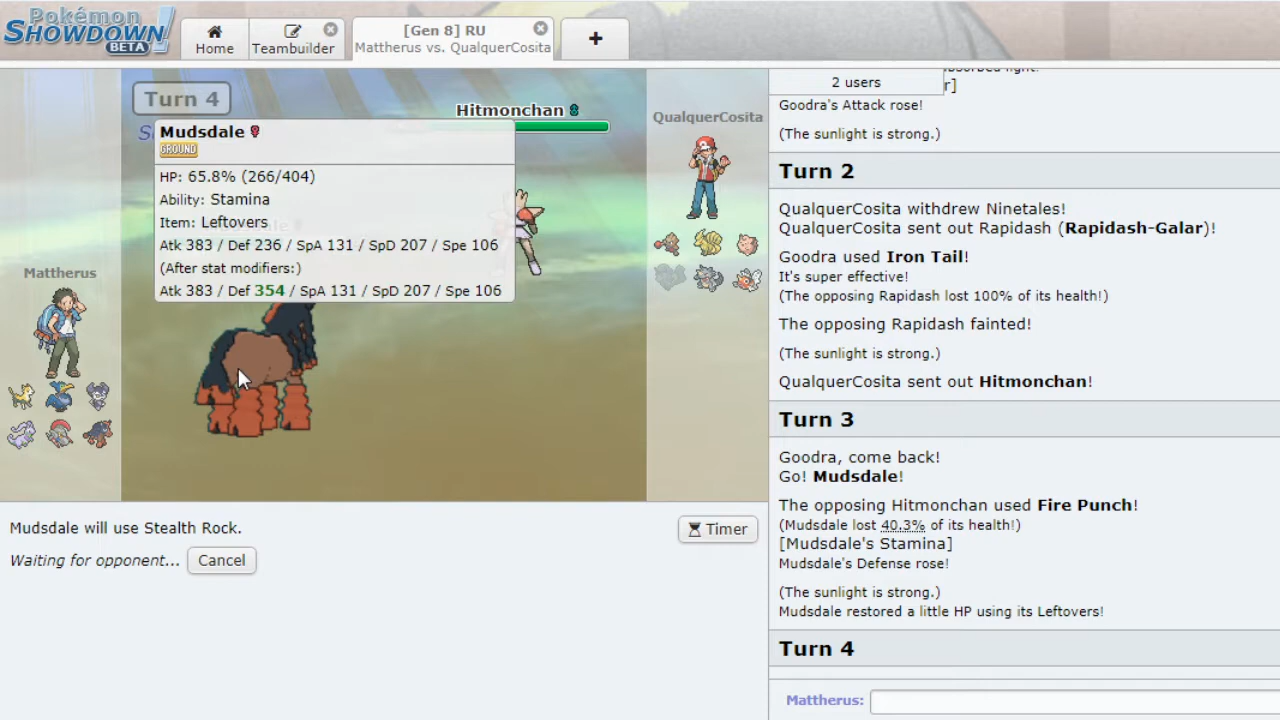 Pokémon
SHOWDOWN!
BETA
Home
Teambuilder
[Gen 8] RU
Mattherus vs. QualquerCosita
+
Turn 4
Hitmonchan
Mudsdale
GROUND
HP: 65.8% (266/404)
Ability: Stamina
Item: Leftovers
Atk 383 / Def 236 / SpA 131 / SpD 207 / Spe 106
(After stat modifiers:)
Atk 383 / Def 354 / SpA 131 / SpD 207 / Spe 106
Mattherus
QualquerCosita
Mudsdale will use Stealth Rock.
Timer
Waiting for opponent...
Cancel
2 users
light.
Goodra's Attack rose!
(The sunlight is strong.)
Turn 2
QualquerCosita withdrew Ninetales!
QualquerCosita sent out Rapidash (Rapidash-Galar)!
Goodra used Iron Tail!
It's super effective!
(The opposing Rapidash lost 100% of its health!)
The opposing Rapidash fainted!
(The sunlight is strong.)
QualquerCosita sent out Hitmonchan!
Turn 3
Goodra, come back!
Go! Mudsdale!
The opposing Hitmonchan used Fire Punch!
(Mudsdale lost 40.3% of its health!)
[Mudsdale's Stamina]
Mudsdale's Defense rose!
(The sunlight is strong.)
Mudsdale restored a little HP using its Leftovers!
Turn 4
Mattherus: